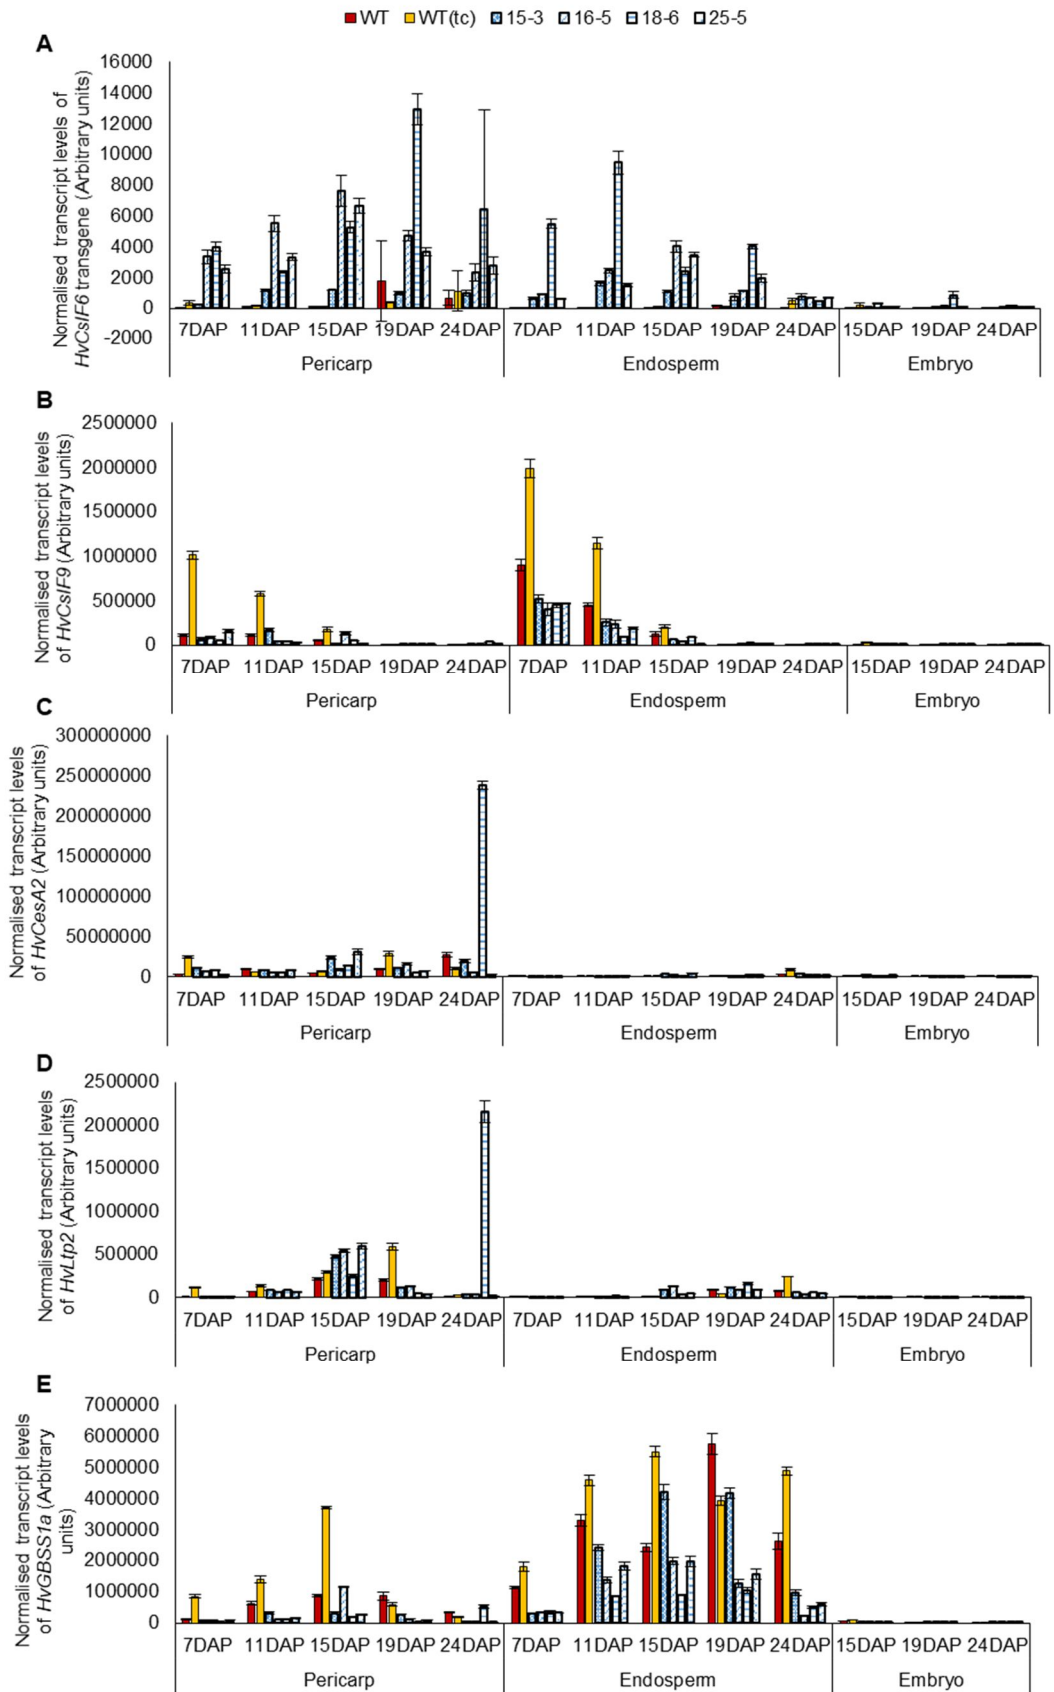 WT WT(tc) 15-3 16-5 18-6 25-5
A
Normalised transcript levels of
HvCslF6 transgene (Arbitrary units)
16000
14000
12000
10000
8000
6000
4000
2000
0
-2000
7DAP 11DAP 15DAP 19DAP 24DAP 7DAP 11DAP 15DAP 19DAP 24DAP 15DAP 19DAP 24DAP
Pericarp Endosperm Embryo
B
Normalised transcript levels
of HvCslF9 (Arbitrary units)
2500000
2000000
1500000
1000000
500000
0
7DAP 11DAP 15DAP 19DAP 24DAP 7DAP 11DAP 15DAP 19DAP 24DAP 15DAP 19DAP 24DAP
Pericarp Endosperm Embryo
C
Normalised transcript levels
of HvCesA2 (Arbitrary units)
300000000
250000000
200000000
150000000
100000000
50000000
0
7DAP 11DAP 15DAP 19DAP 24DAP 7DAP 11DAP 15DAP 19DAP 24DAP 15DAP 19DAP 24DAP
Pericarp Endosperm Embryo
D
Normalised transcript levels
of HvLtp2 (Arbitrary units)
2500000
2000000
1500000
1000000
500000
0
7DAP 11DAP 15DAP 19DAP 24DAP 7DAP 11DAP 15DAP 19DAP 24DAP 15DAP 19DAP 24DAP
Pericarp Endosperm Embryo
E
Normalised transcript levels
of HvGBSS1a (Arbitrary
units)
7000000
6000000
5000000
4000000
3000000
2000000
1000000
0
7DAP 11DAP 15DAP 19DAP 24DAP 7DAP 11DAP 15DAP 19DAP 24DAP 15DAP 19DAP 24DAP
Pericarp Endosperm Embryo